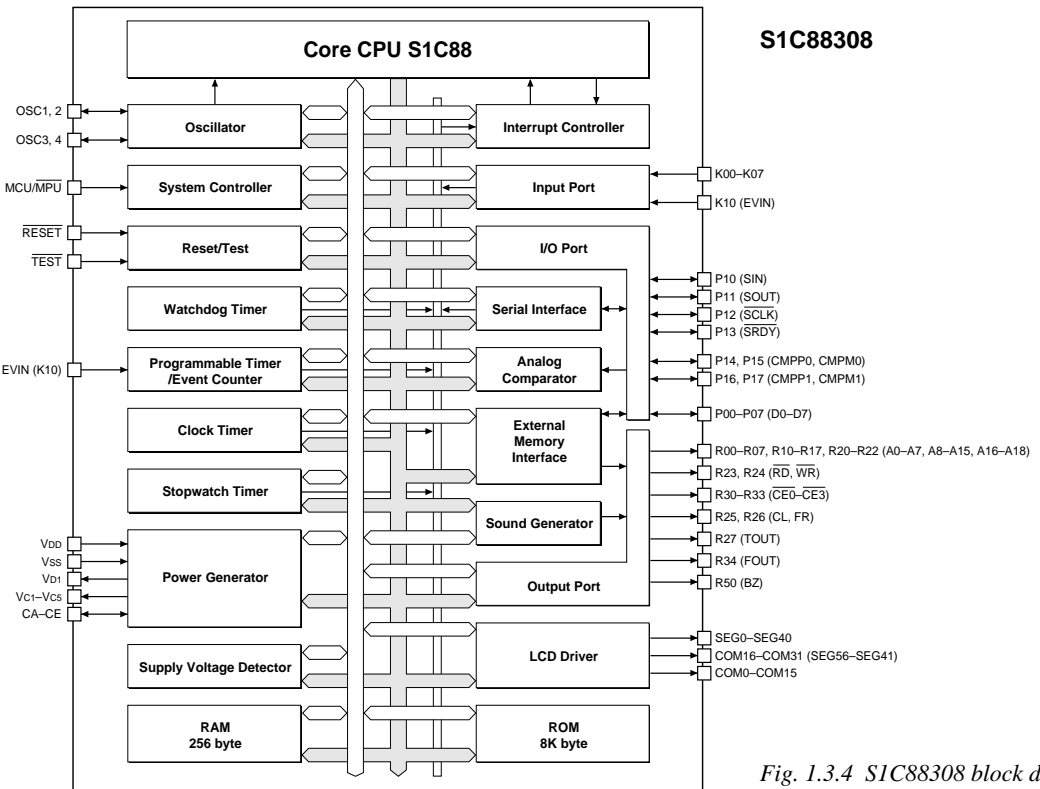 S1C88308
Core CPU S1C88
OSC1, 2
OSC3, 4
Oscillator
Interrupt Controller
MCU/MPU
System Controller
Input Port
K00–K07
K10 (EVIN)
RESET
TEST
Reset/Test
I/O Port
P10 (SIN)
P11 (SOUT)
P12 (SCLK)
P13 (SRDY)
Watchdog Timer
Serial Interface
EVIN (K10)
Programmable Timer
/Event Counter
Analog
Comparator
P14, P15 (CMPP0, CMPM0)
P16, P17 (CMPP1, CMPM1)
P00–P07 (D0–D7)
Clock Timer
External
Memory
Interface
R00–R07, R10–R17, R20–R22 (A0–A7, A8–A15, A16–A18)
R23, R24 (RD, WR)
R30–R33 (CE0–CE3)
R25, R26 (CL, FR)
R27 (TOUT)
R34 (FOUT)
R50 (BZ)
Stopwatch Timer
Sound Generator
VDD
VSS
VD1
VC1–VC5
CA–CE
Power Generator
Output Port
Supply Voltage Detector
LCD Driver
SEG0–SEG40
COM16–COM31 (SEG56–SEG41)
COM0–COM15
RAM
256 byte
ROM
8K byte
Fig. 1.3.4 S1C88308 block d